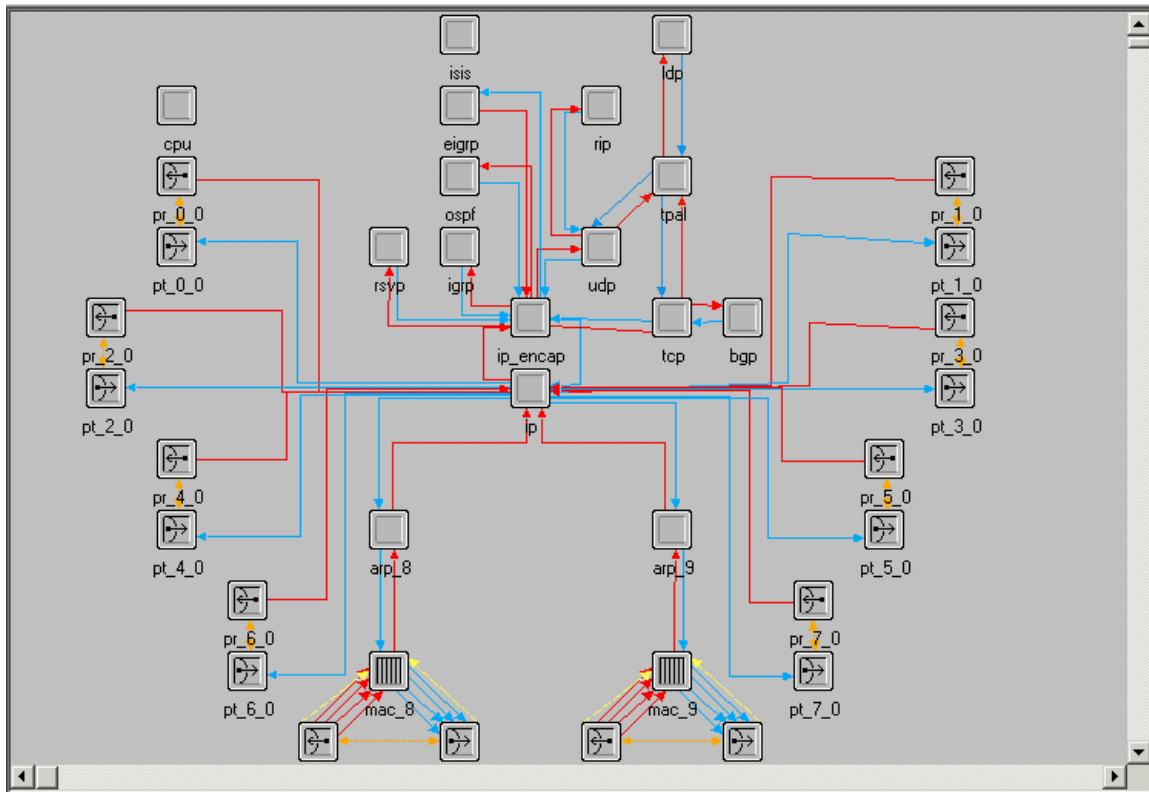 isis
ldp
cpu
eigrp
rip
pr_0_0
ospf
tpal
pr_1_0
pt_0_0
rsvp
igrp
udp
pt_1_0
pr_2_0
ip_encap
tcp
bgp
pr_3_0
pt_2_0
ip
pt_3_0
pr_4_0
pr_5_0
pt_4_0
arp_8
arp_9
pt_5_0
pr_6_0
pr_7_0
pt_6_0
mac_8
mac_9
pt_7_0